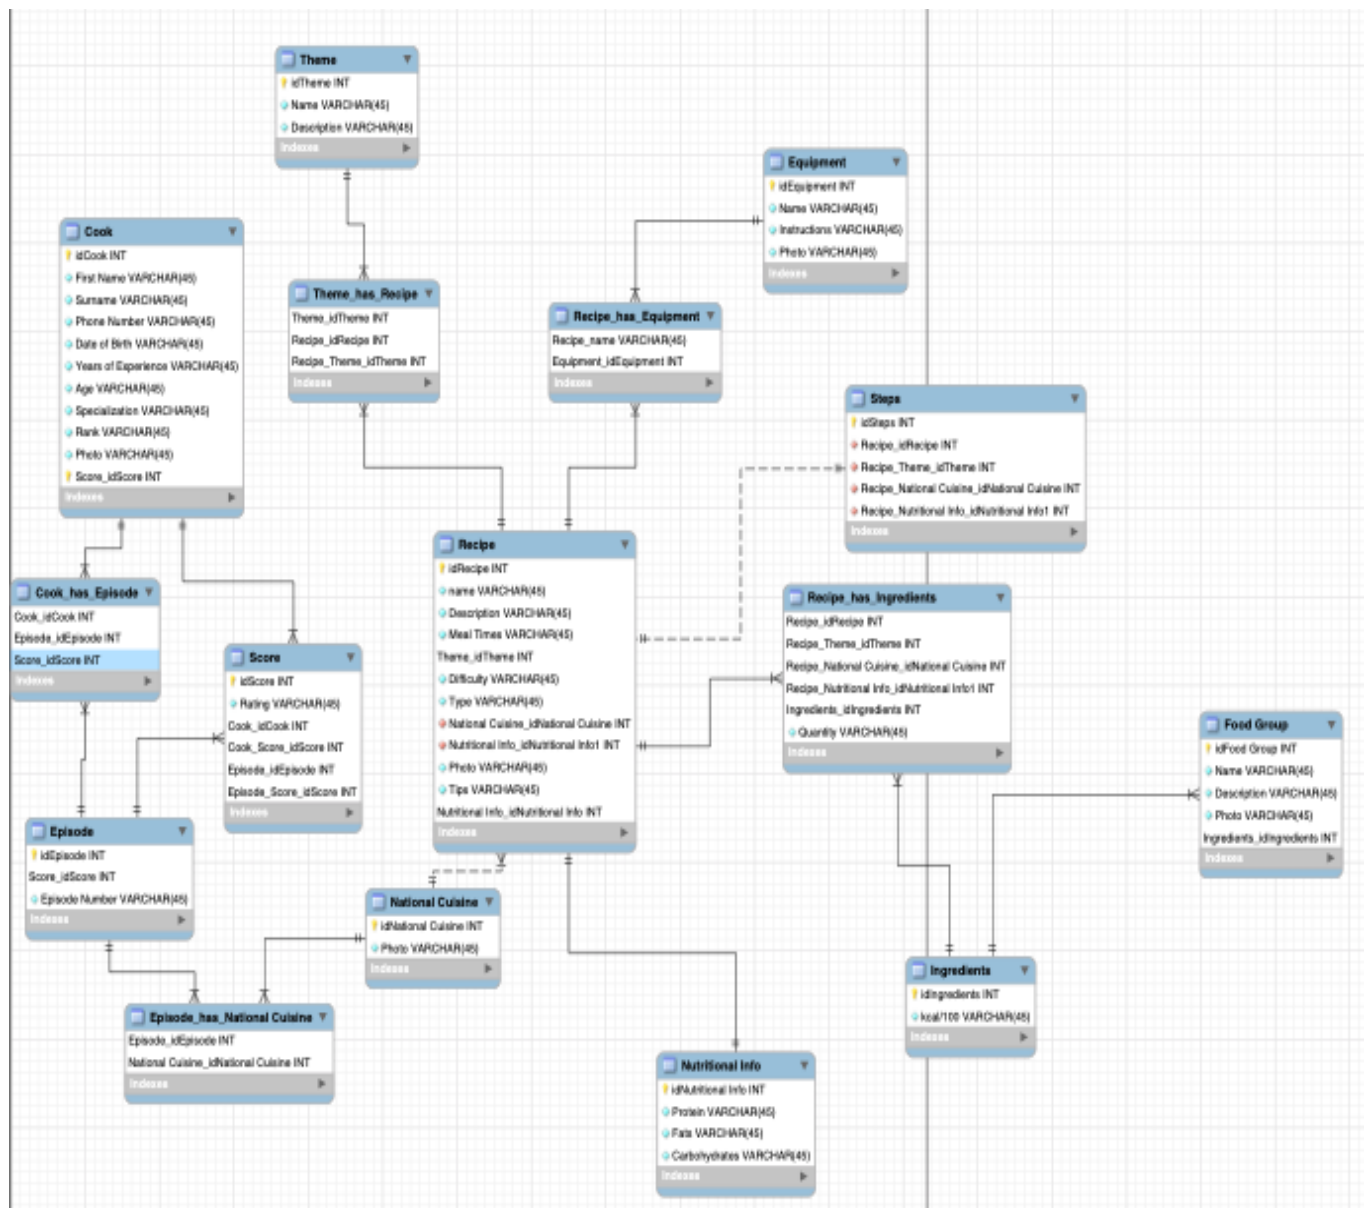 Theme
idTheme INT
Name VARCHAR(45)
Description VARCHAR(45)
Indexes
Equipment
idEquipment INT
Name VARCHAR(45)
Instructions VARCHAR(45)
Photo VARCHAR(45)
Indexes
Cook
idCook INT
First Name VARCHAR(45)
Surname VARCHAR(45)
Phone Number VARCHAR(45)
Date of Birth VARCHAR(45)
Years of Experience VARCHAR(45)
Age VARCHAR(45)
Specialization VARCHAR(45)
Rank VARCHAR(45)
Photo VARCHAR(45)
Score_idScore INT
Indexes
Theme_has_Recipe
Theme_idTheme INT
Recipe_idRecipe INT
Recipe_Theme_idTheme INT
Indexes
Recipe_has_Equipment
Recipe_name VARCHAR(45)
Equipment_idEquipment INT
Indexes
Steps
idSteps INT
Recipe_idRecipe INT
Recipe_Theme_idTheme INT
Recipe_National Cuisine_idNational Cuisine INT
Recipe_Nutritional Info_idNutritional Info1 INT
Indexes
Recipe
idRecipe INT
name VARCHAR(45)
Description VARCHAR(45)
Meal Times VARCHAR(45)
Theme_idTheme INT
Difficulty VARCHAR(45)
Type VARCHAR(45)
National Cuisine_idNational Cuisine INT
Nutritional Info_idNutritional Info1 INT
Photo VARCHAR(45)
Tips VARCHAR(45)
Nutritional Info_idNutritional Info INT
Indexes
Cook_has_Episode
Cook_idCook INT
Episode_idEpisode INT
Score_idScore INT
Indexes
Recipe_has_Ingredients
Recipe_idRecipe INT
Recipe_Theme_idTheme INT
Recipe_National Cuisine_idNational Cuisine INT
Recipe_Nutritional Info_idNutritional Info1 INT
Ingredients_idIngredients INT
Quantity VARCHAR(45)
Indexes
Score
idScore INT
Rating VARCHAR(45)
Cook_idCook INT
Cook_Score_idScore INT
Episode_idEpisode INT
Episode_Score_idScore INT
Indexes
Food Group
idFood Group INT
Name VARCHAR(45)
Description VARCHAR(45)
Photo VARCHAR(45)
Ingredients_idIngredients INT
Indexes
Episode
idEpisode INT
Score_idScore INT
Episode Number VARCHAR(45)
Indexes
National Cuisine
idNational Cuisine INT
Photo VARCHAR(45)
Indexes
Ingredients
idIngredients INT
kcal/100 VARCHAR(45)
Indexes
Episode_has_National Cuisine
Episode_idEpisode INT
National Cuisine_idNational Cuisine INT
Indexes
Nutritional Info
idNutritional Info INT
Protein VARCHAR(45)
Fats VARCHAR(45)
Carbohydrates VARCHAR(45)
Indexes